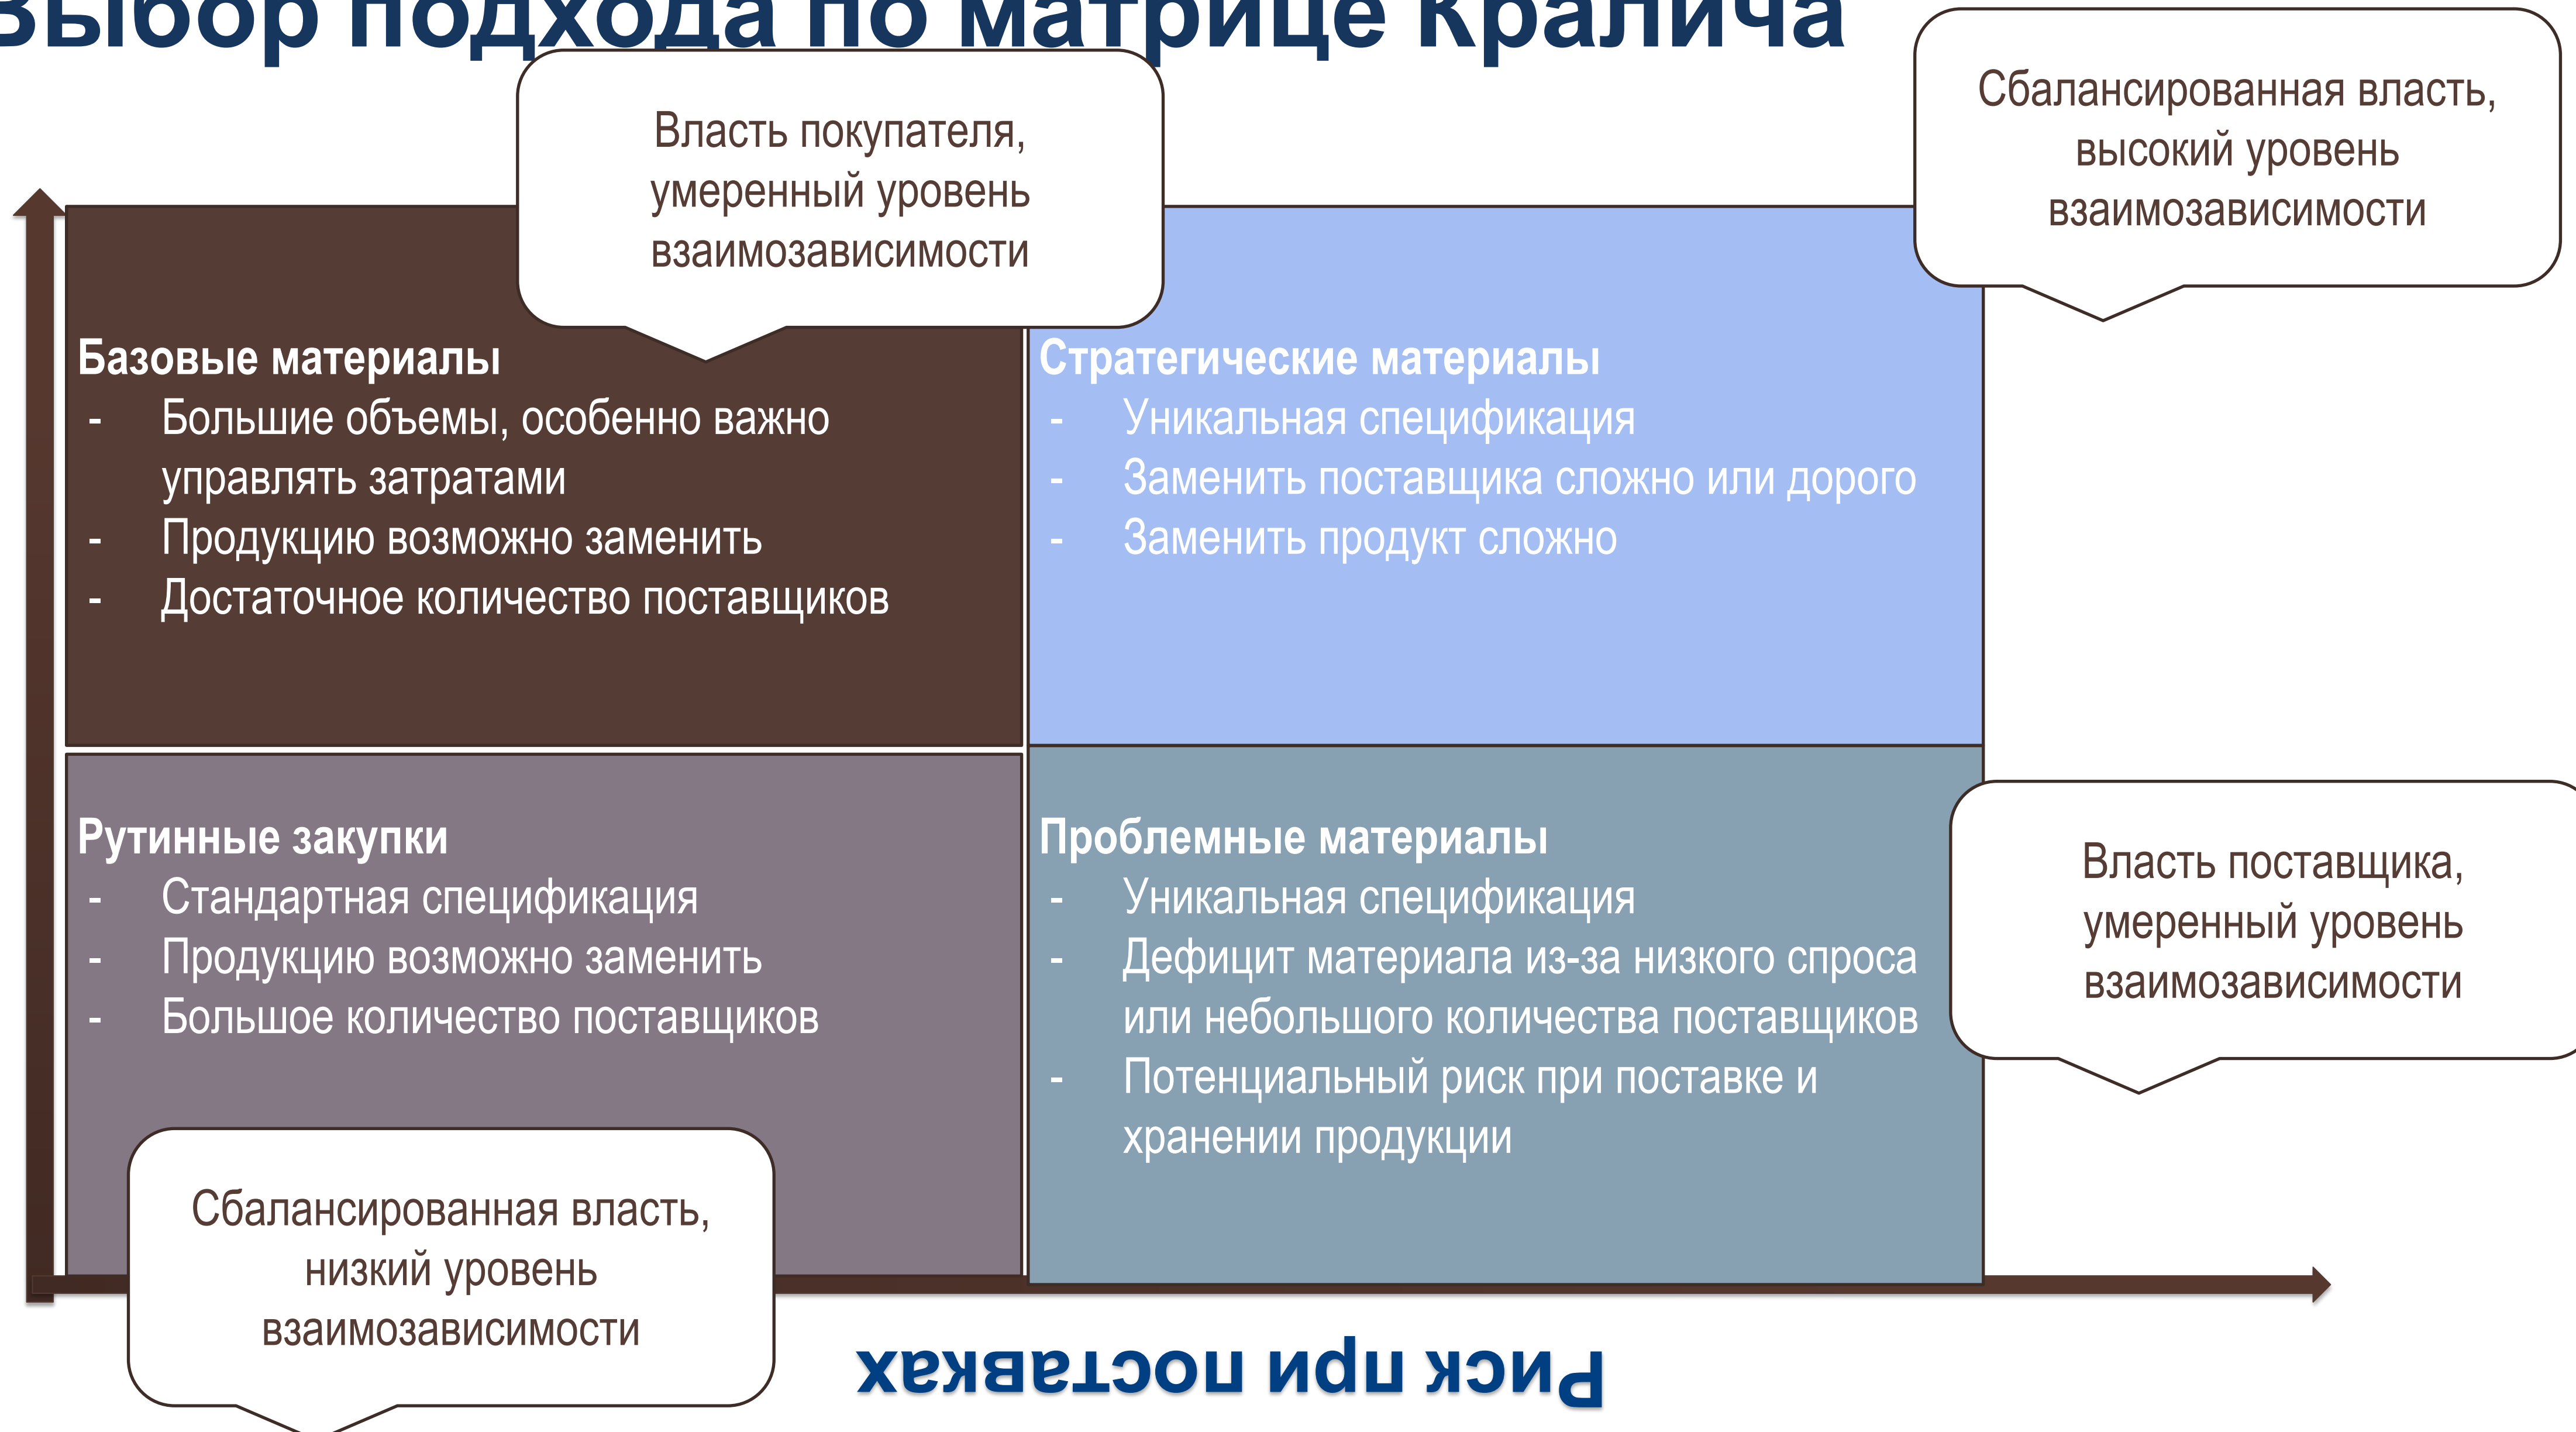 Выбор подхода по матрице Кралича
Власть покупателя,
умеренный уровень
взаимозависимости
Сбалансированная власть,
высокий уровень
взаимозависимости
Базовые материалы
- Большие объемы, особенно важно
управлять затратами
- Продукцию возможно заменить
- Достаточное количество поставщиков
Стратегические материалы
- Уникальная спецификация
- Заменить поставщика сложно или дорого
- Заменить продукт сложно
Рутинные закупки
- Стандартная спецификация
- Продукцию возможно заменить
- Большое количество поставщиков
Проблемные материалы
- Уникальная спецификация
- Дефицит материала из-за низкого спроса
или небольшого количества поставщиков
- Потенциальный риск при поставке и
хранении продукции
Власть поставщика,
умеренный уровень
взаимозависимости
Сбалансированная власть,
низкий уровень
взаимозависимости
Риск при поставках